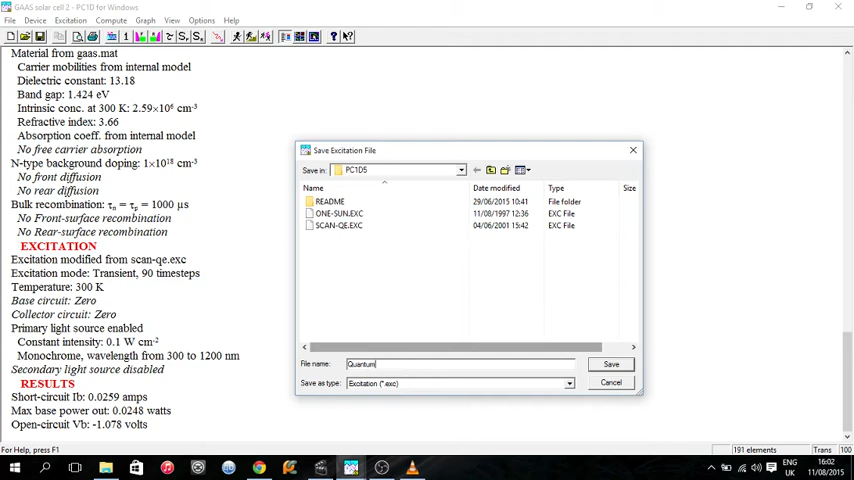 GAAS solar cell 2 - PC1D for Windows
File Device Excitation Compute Graph View Options Help
Material from gaas.mat
Carrier mobilities from internal model
Dielectric constant: 13.18
Band gap: 1.424 eV
Intrinsic conc. at 300 K: 2.59×10⁶ cm⁻³
Refractive index: 3.66
Absorption coeff. from internal model
No free carrier absorption
N-type background doping: 1×10¹⁸ cm⁻³
No front diffusion
No rear diffusion
Bulk recombination: τn = τp = 1000 µs
No Front-surface recombination
No Rear-surface recombination
EXCITATION
Excitation modified from scan-qe.exc
Excitation mode: Transient, 90 timesteps
Temperature: 300 K
Base circuit: Zero
Collector circuit: Zero
Primary light source enabled
Constant intensity: 0.1 W cm⁻²
Monochrome, wavelength from 300 to 1200 nm
Secondary light source disabled
RESULTS
Short-circuit Ib: 0.0259 amps
Max base power out: 0.0248 watts
Open-circuit Vb: -1.078 volts
Save Excitation File
Save in: PC1D5
Name Date modified Type Size
README 29/06/2015 10:41 File folder
ONE-SUN.EXC 11/08/1997 12:36 EXC File
SCAN-QE.EXC 04/06/2001 15:42 EXC File
File name: Quantum Save
Save as type: Excitation (*.exc) Cancel
For Help, press F1 191 elements Trans 100
ENG 16:02
UK 11/08/2015